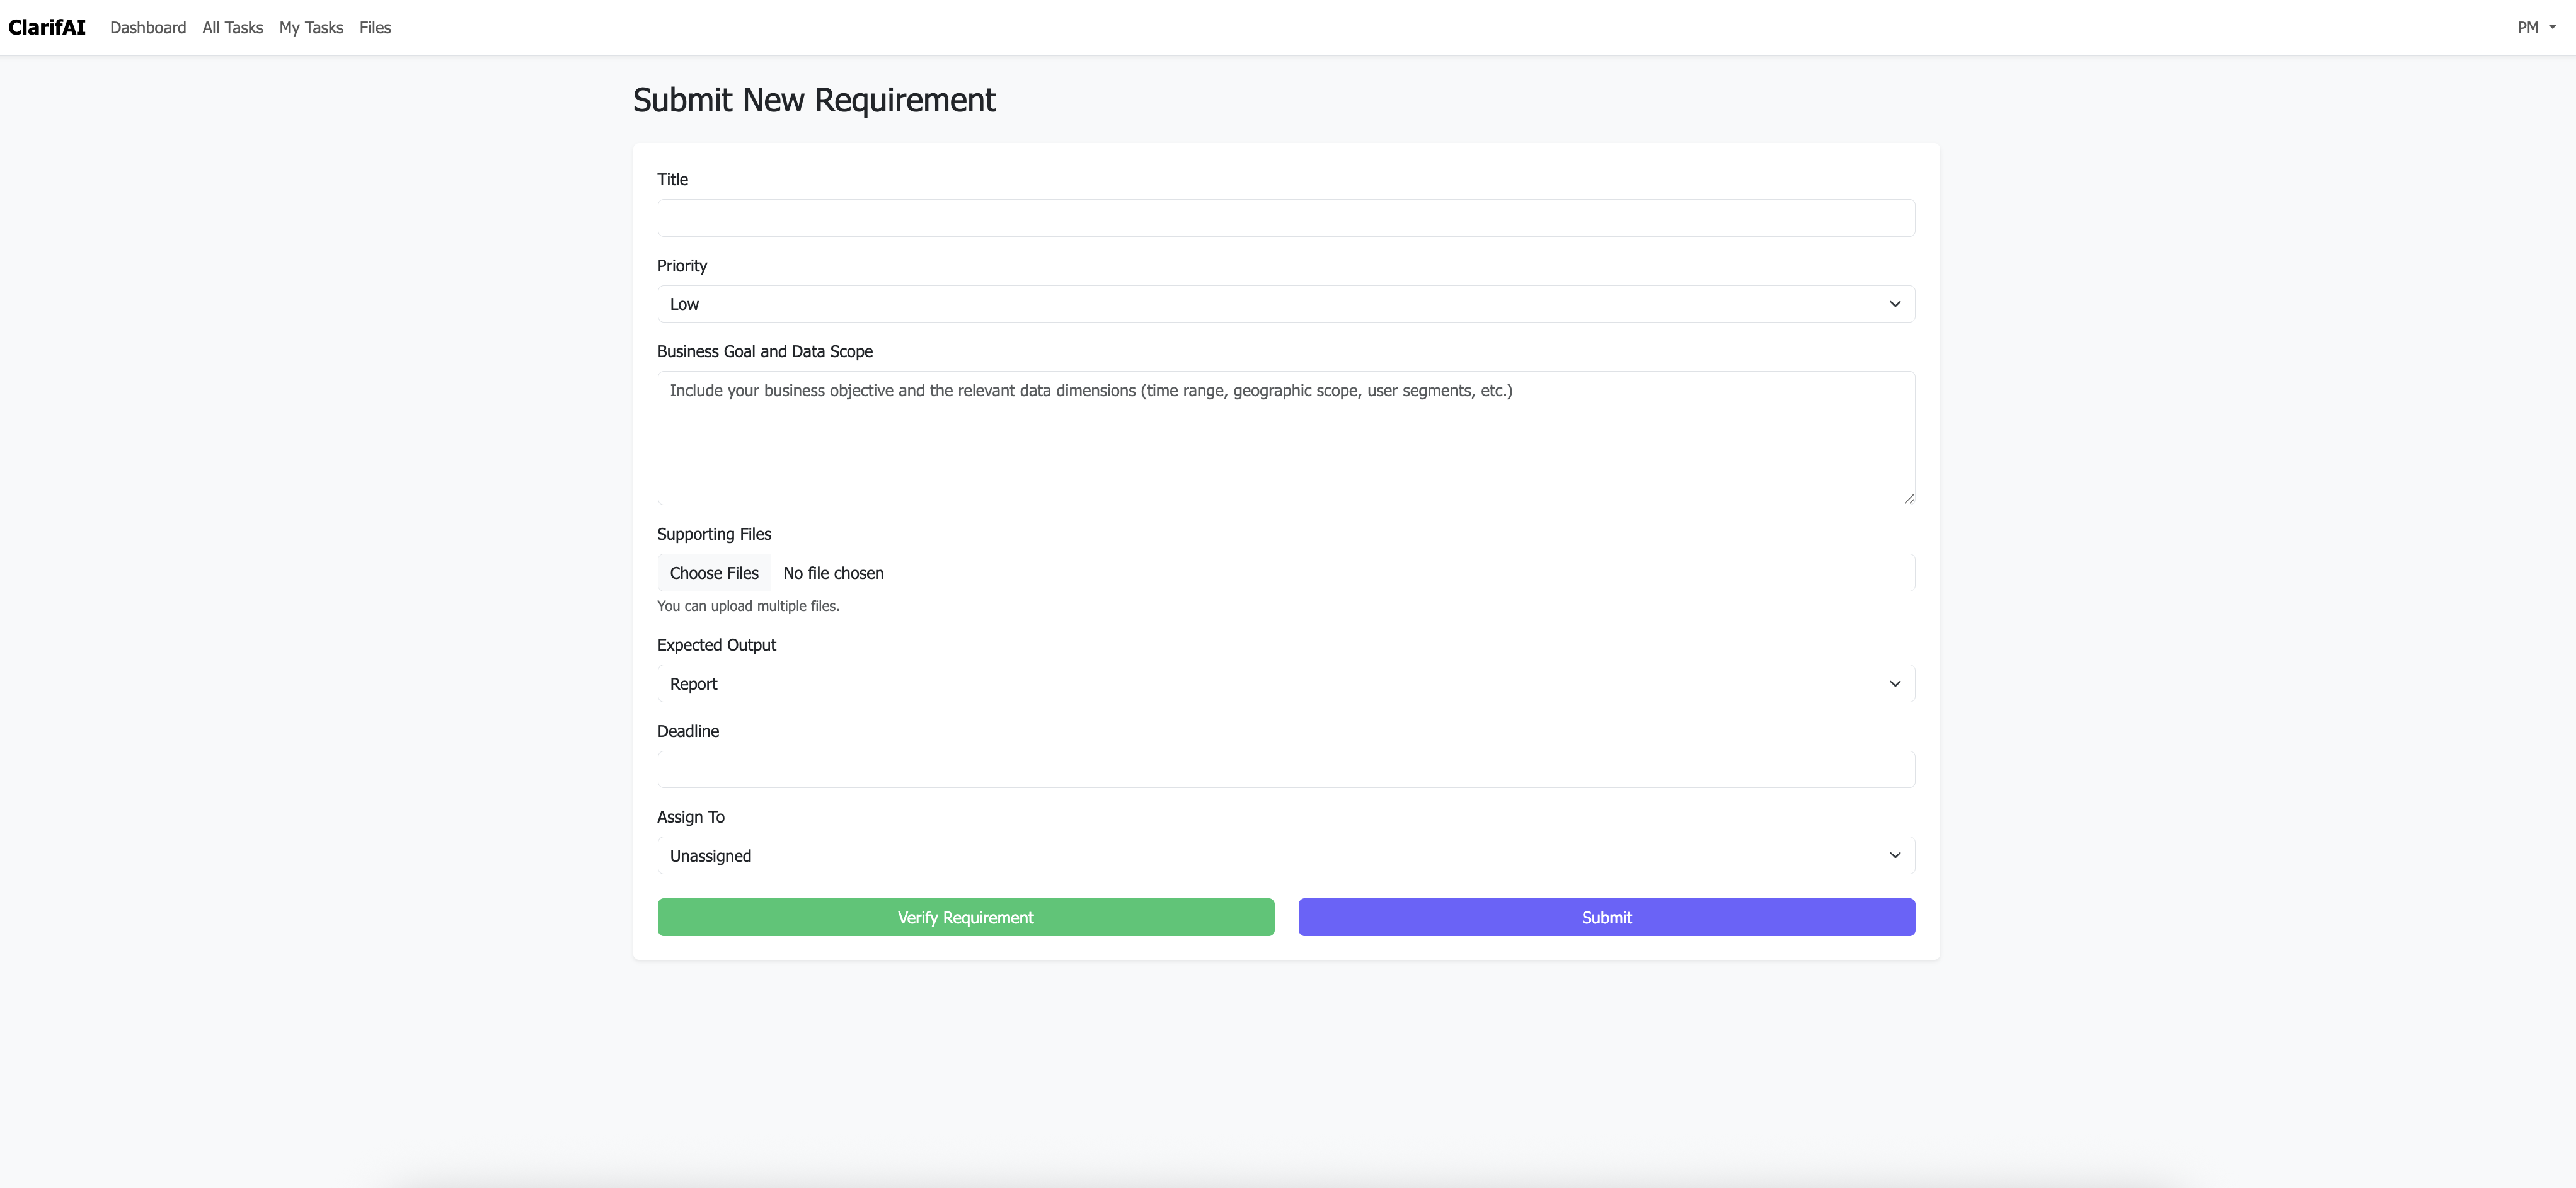 ClarifAI Dashboard All Tasks My Tasks Files PM
Submit New Requirement
Title
Priority
Low
Business Goal and Data Scope
Include your business objective and the relevant data dimensions (time range, geographic scope, user segments, etc.)
Supporting Files
Choose Files No file chosen
You can upload multiple files.
Expected Output
Report
Deadline
Assign To
Unassigned
Verify Requirement Submit